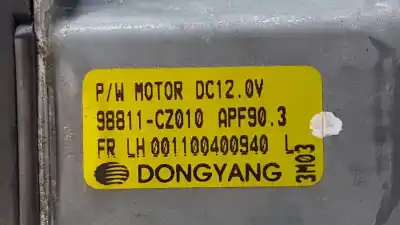 P/W MOTOR DC12.0V
98811-CZ010 APF90.3
FR LH 001100400940 L
3M03
DONGYANG